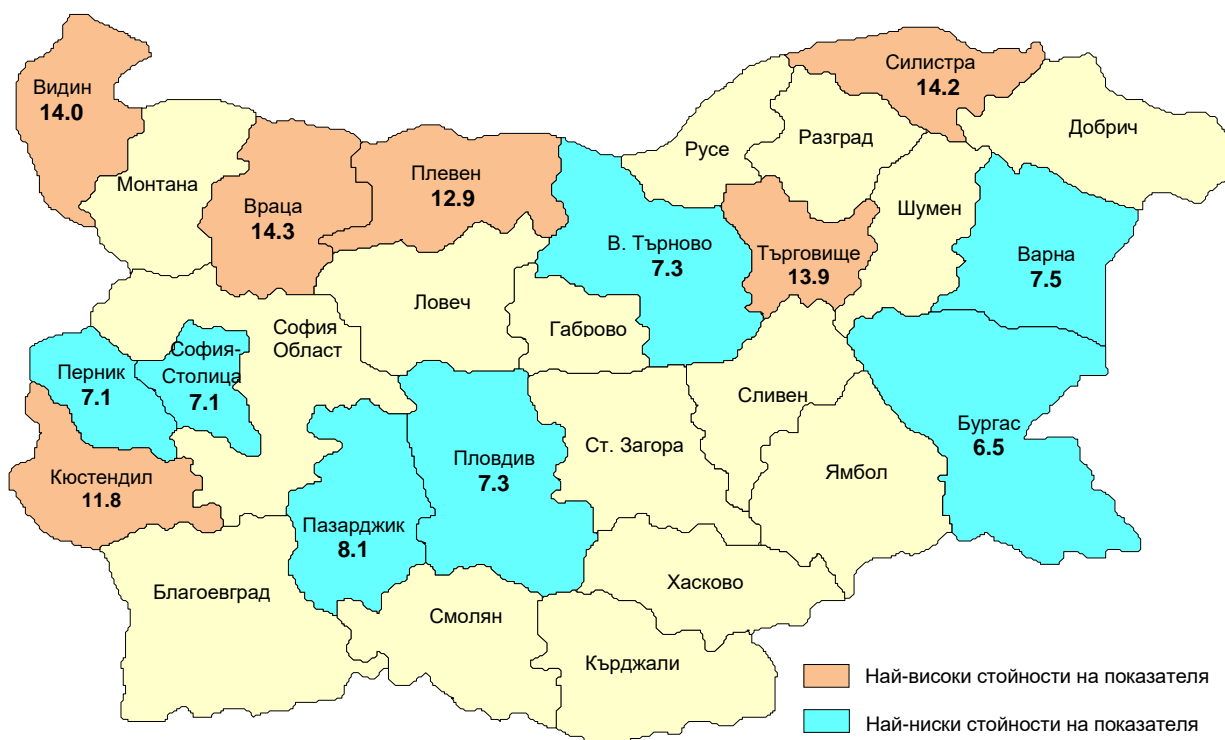 Видин
14.0
Монтана
Враца
14.3
Плевен
12.9
Русе
Разград
Силистра
14.2
Добрич
Шумен
В. Търново
7.3
Търговище
13.9
Варна
7.5
Ловеч
Габрово
София
Област
София-
Столица
7.1
Перник
7.1
Кюстендил
11.8
Сливен
Бургас
6.5
Ст. Загора
Пловдив
7.3
Ямбол
Пазарджик
8.1
Благоевград
Хасково
Смолян
Кърджали
Най-високи стойности на показателя
Най-ниски стойности на показателя